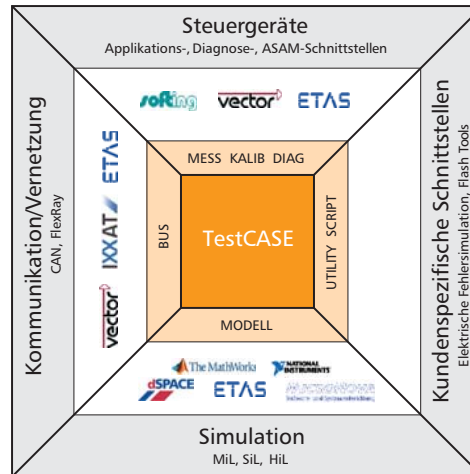 Steuergeräte
Applikations-, Diagnose-, ASAM-Schnittstellen
softing vector ETAS
Kommunikation/Vernetzung
CAN, FlexRay
vector IXXAT ETAS
MESS KALIB DIAG
BUS
TestCASE
UTILITY SCRIPT
MODELL
Kundenspezifische Schnittstellen
Elektrische Fehlersimulation, Flash Tools
The MathWorks NATIONAL INSTRUMENTS
dSPACE ETAS MicroNova
Simulation
MiL, SiL, HiL